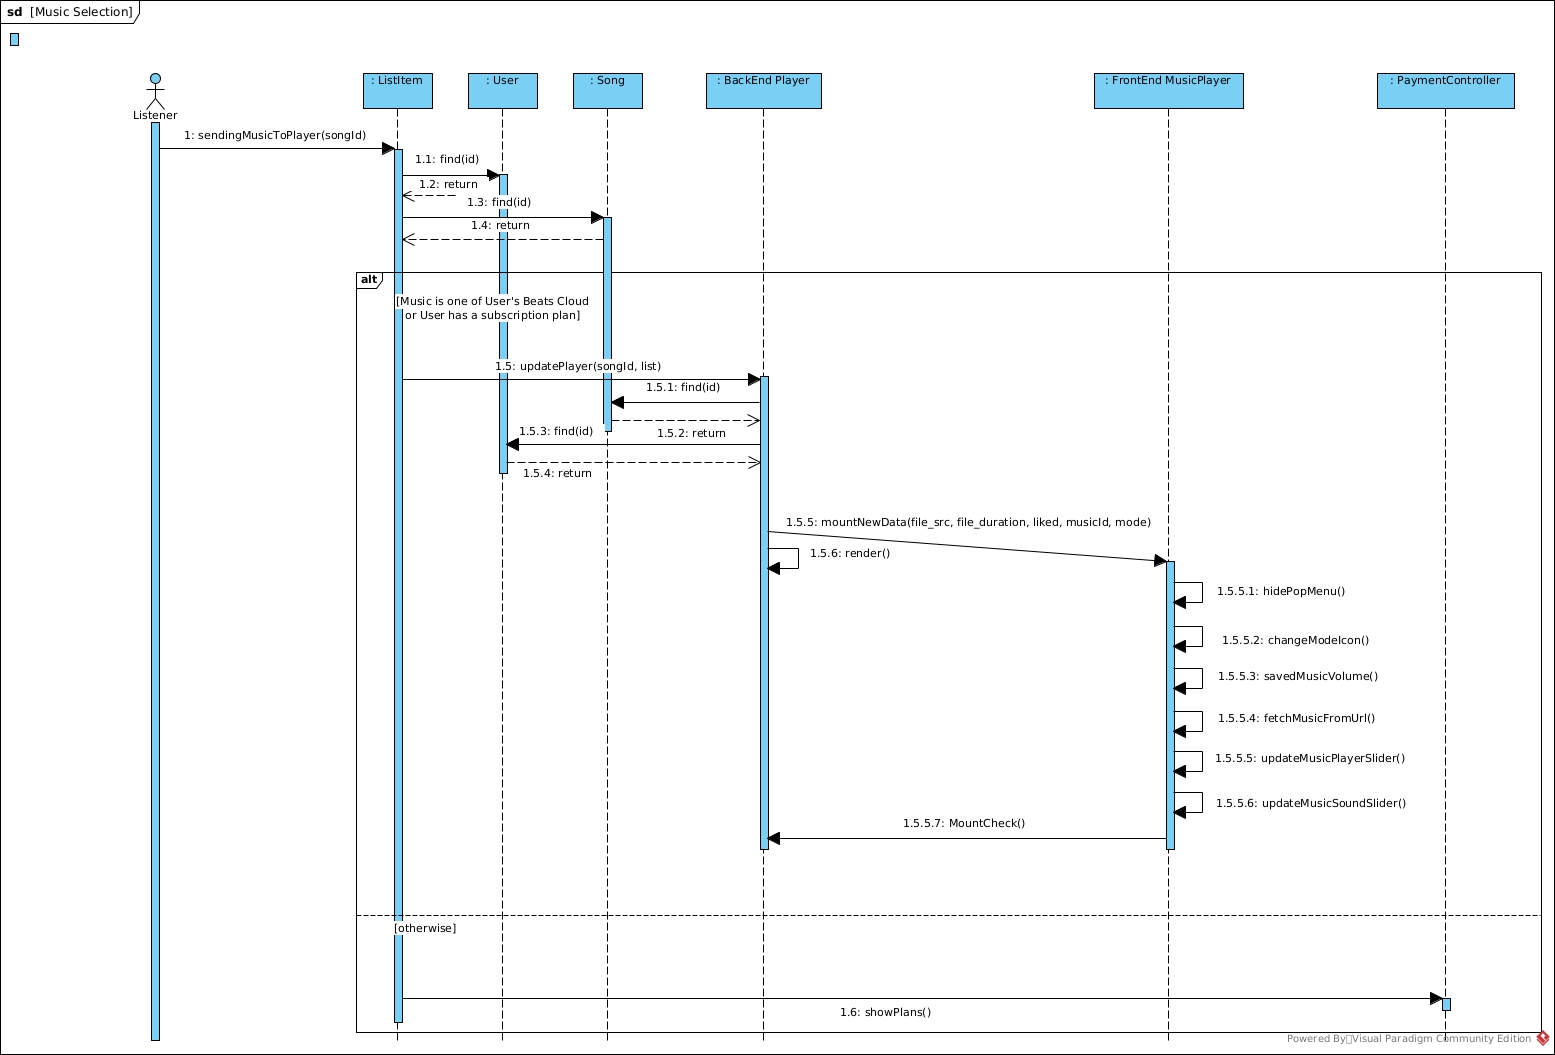 sd [Music Selection]
: ListItem
: User
: Song
: BackEnd Player
: FrontEnd MusicPlayer
: PaymentController
Listener
1: sendingMusicToPlayer(songId)
1.1: find(id)
1.2: return
1.3: find(id)
1.4: return
alt
[Music is one of User's Beats Cloud
or User has a subscription plan]
1.5: updatePlayer(songId, list)
1.5.1: find(id)
1.5.3: find(id)
1.5.2: return
1.5.4: return
1.5.5: mountNewData(file_src, file_duration, liked, musicId, mode)
1.5.6: render()
1.5.5.1: hidePopMenu()
1.5.5.2: changeModeIcon()
1.5.5.3: savedMusicVolume()
1.5.5.4: fetchMusicFromUrl()
1.5.5.5: updateMusicPlayerSlider()
1.5.5.6: updateMusicSoundSlider()
1.5.5.7: MountCheck()
[otherwise]
1.6: showPlans()
Powered By Visual Paradigm Community Edition